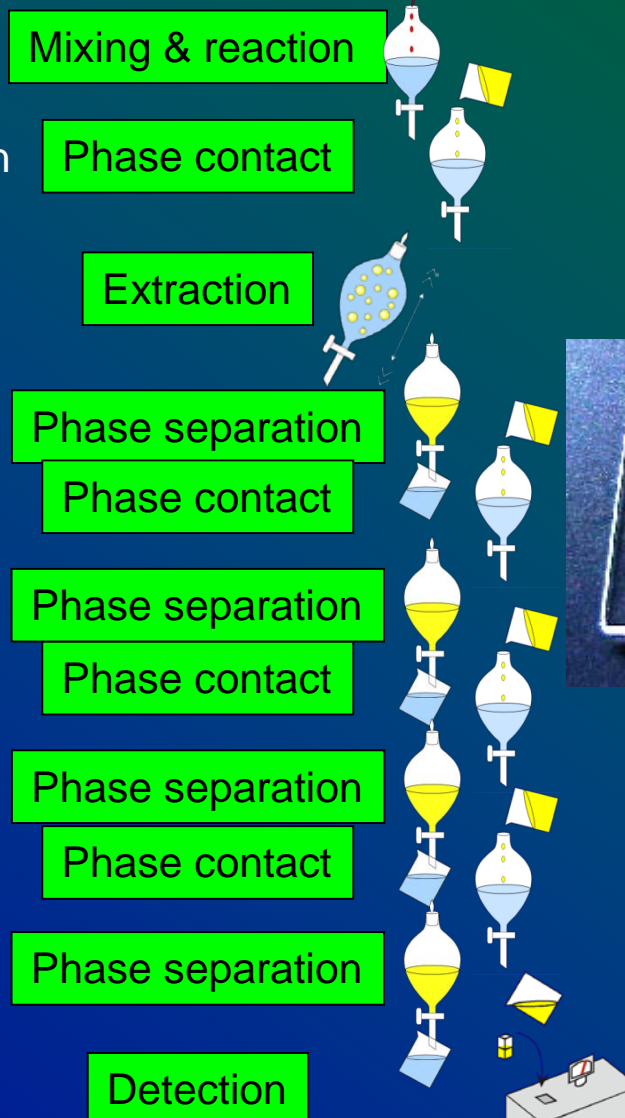 Mixing & reaction
n Phase contact
Extraction
Phase separation
Phase contact
Phase separation
Phase contact
Phase separation
Phase contact
Phase separation
Detection